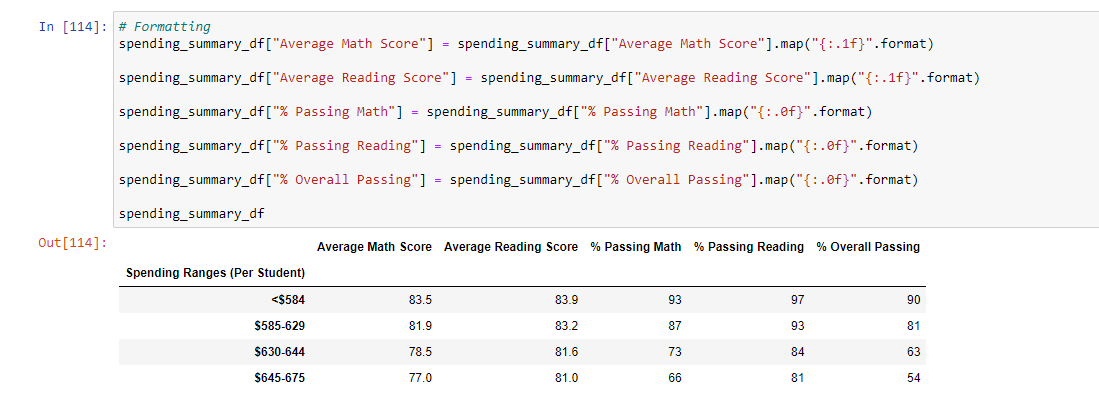 In [114]: # Formatting
spending_summary_df["Average Math Score"] = spending_summary_df["Average Math Score"].map("{:.1f}".format)
spending_summary_df["Average Reading Score"] = spending_summary_df["Average Reading Score"].map("{:.1f}".format)
spending_summary_df["% Passing Math"] = spending_summary_df["% Passing Math"].map("{:.0f}".format)
spending_summary_df["% Passing Reading"] = spending_summary_df["% Passing Reading"].map("{:.0f}".format)
spending_summary_df["% Overall Passing"] = spending_summary_df["% Overall Passing"].map("{:.0f}".format)
spending_summary_df
Out[114]:
Average Math Score Average Reading Score % Passing Math % Passing Reading % Overall Passing
Spending Ranges (Per Student)
<$584 83.5 83.9 93 97 90
$585-629 81.9 83.2 87 93 81
$630-644 78.5 81.6 73 84 63
$645-675 77.0 81.0 66 81 54